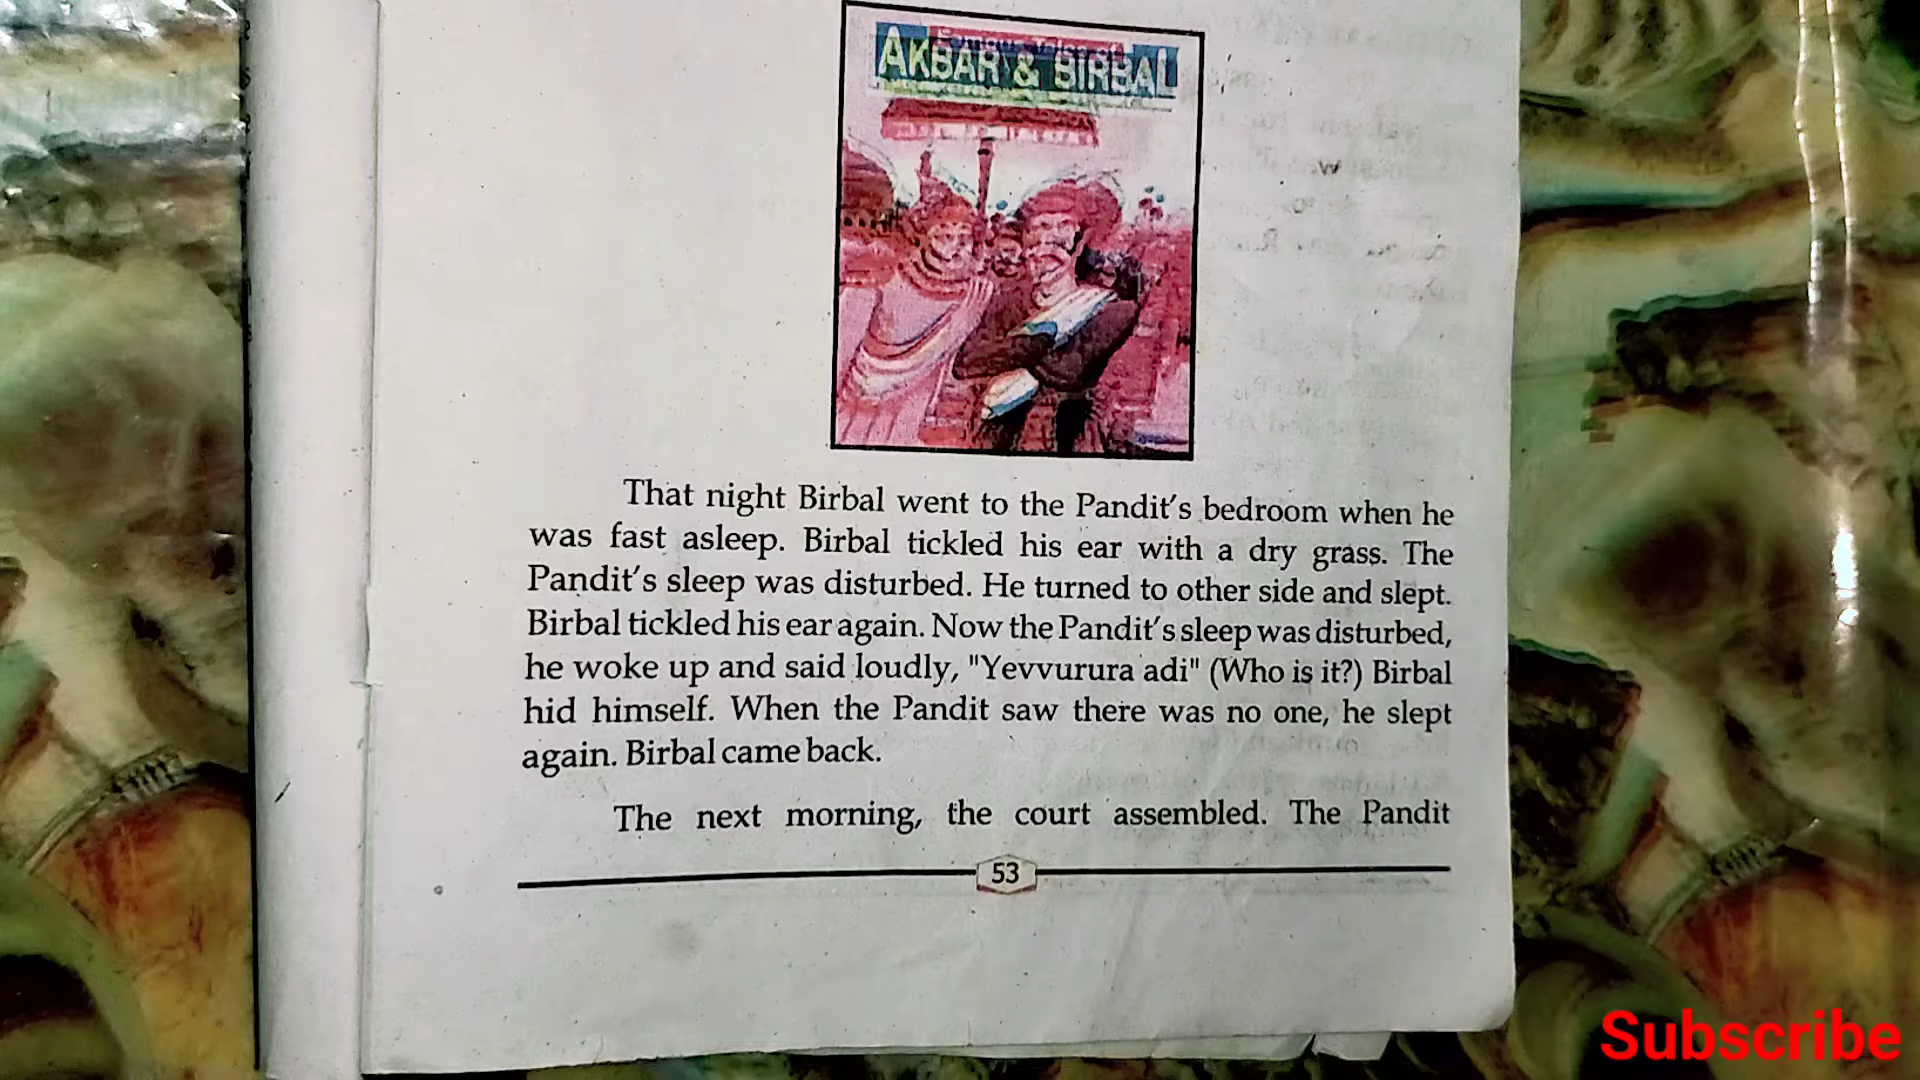 Famous Tales of
AKBAR & BIRBAL
That night Birbal went to the Pandit's bedroom when he
was fast asleep. Birbal tickled his ear with a dry grass. The
Pandit's sleep was disturbed. He turned to other side and slept.
Birbal tickled his ear again. Now the Pandit's sleep was disturbed,
he woke up and said loudly, "Yevvurura adi" (Who is it?) Birbal
hid himself. When the Pandit saw there was no one, he slept
again. Birbal came back.
The next morning, the court assembled. The Pandit
53
Subscribe